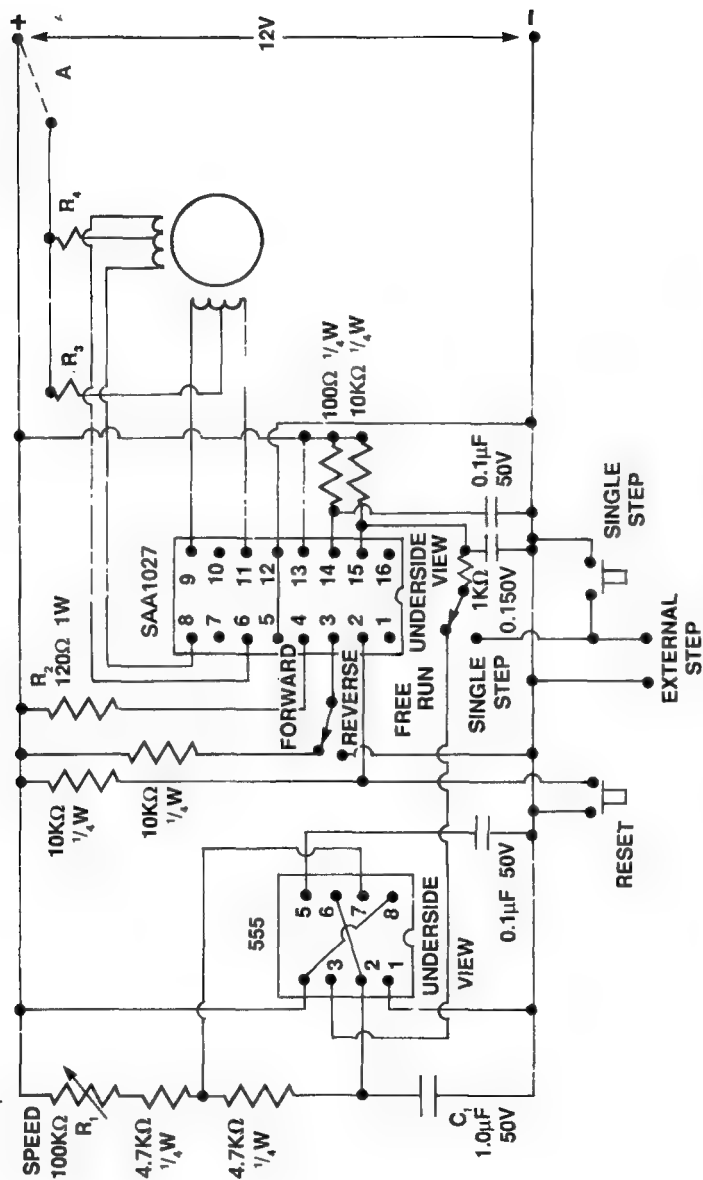 SPEED
100KΩ
R₁
4.7KΩ
¼W
4.7KΩ
¼W
C₁
1.0μF
50V
555
5
6
7
8
3
2
1
UNDERSIDE
VIEW
0.1μF 50V
10KΩ
¼W
10KΩ
¼W
RESET
R₂
120Ω 1W
FORWARD
REVERSE
FREE
RUN
SINGLE
STEP
EXTERNAL
STEP
SAA1027
8
7
6
5
4
3
2
1
9
10
11
12
13
14
15
16
UNDERSIDE
VIEW
1KΩ
0.150V
0.1μF
50V
SINGLE
STEP
100Ω ¼W
10KΩ ¼W
R₃
R₄
A
+
12V
-